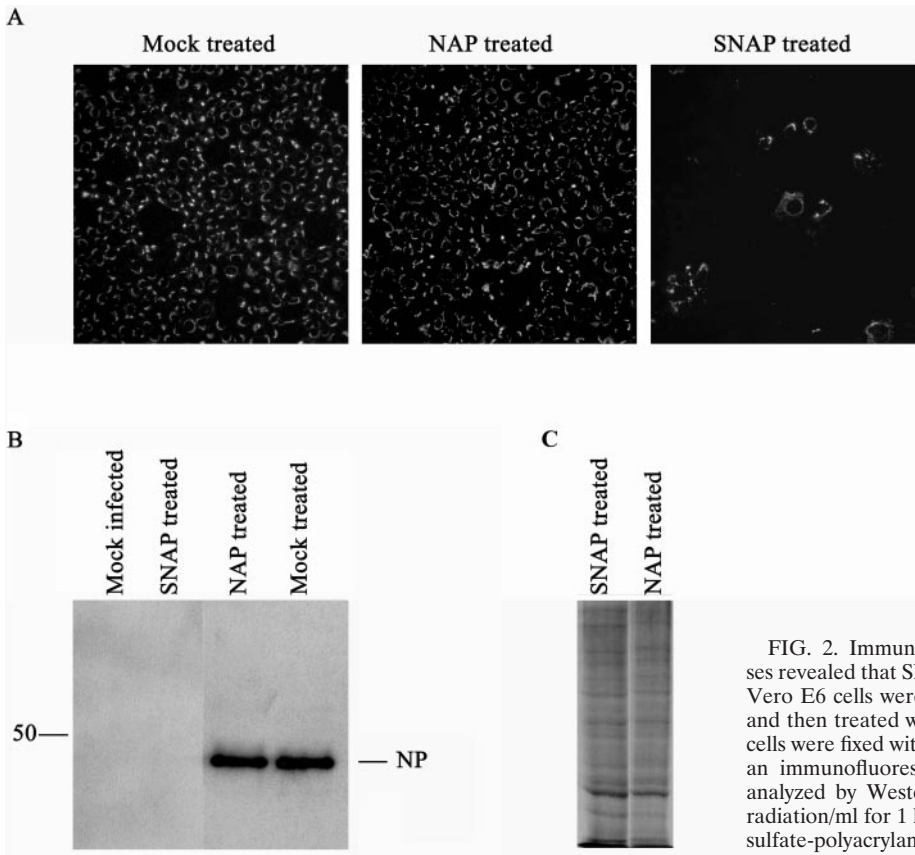 A
Mock treated
NAP treated
SNAP treated
B
Mock infected
SNAP treated
NAP treated
Mock treated
50
NP
C
SNAP treated
NAP treated
FIG. 2. Immun
ses revealed that S
Vero E6 cells were
and then treated w
cells were fixed wit
an immunofluores
analyzed by Weste
radiation/ml for 1
sulfate-polyacrylan